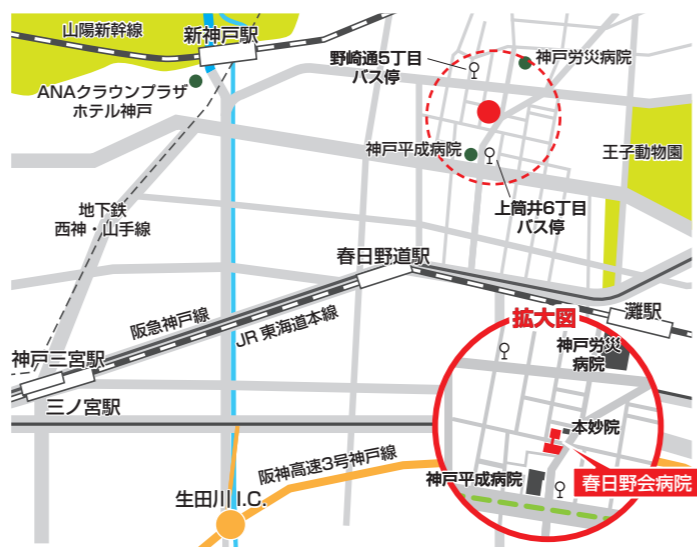 山陽新幹線
新神戸駅
野崎通5丁目
バス停
神戸労災病院
ANAクラウンプラザ
ホテル神戸
神戸平成病院
王子動物園
上筒井6丁目
バス停
地下鉄
西神・山手線
春日野道駅
阪急神戸線
JR東海道本線
灘駅
拡大図
神戸労災
病院
神戸三宮駅
三ノ宮駅
本妙院
阪神高速3号神戸線
神戸平成病院
春日野会病院
生田川I.C.